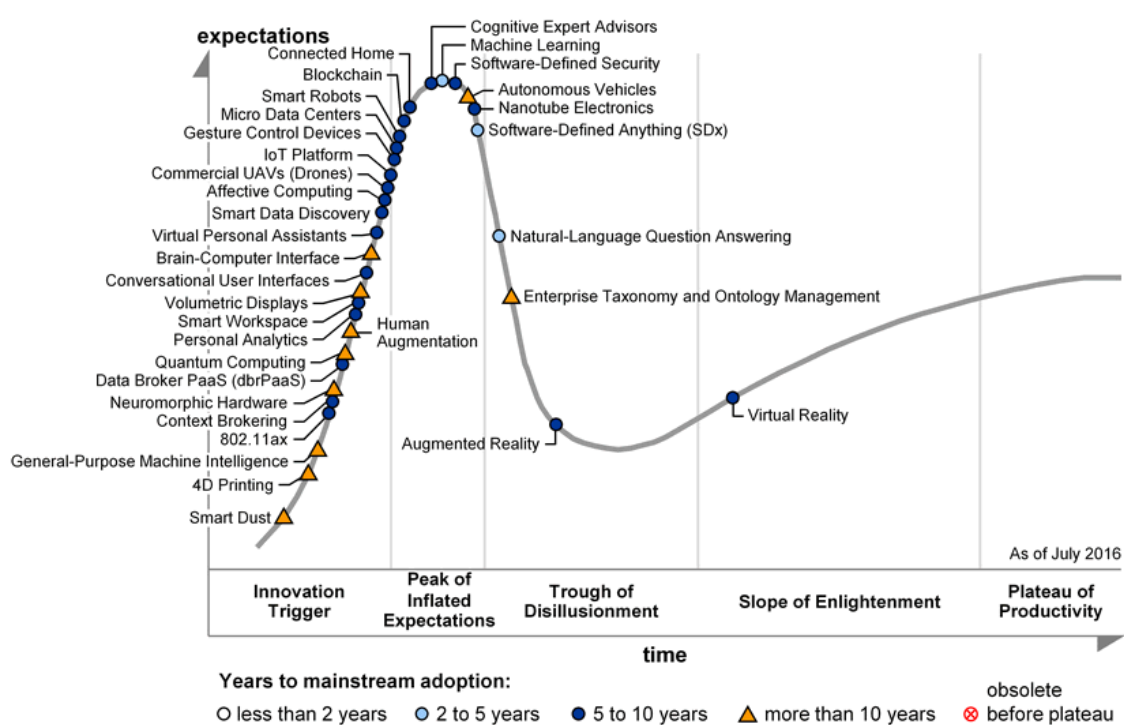 expectations
Cognitive Expert Advisors
Machine Learning
Connected Home
Software-Defined Security
Blockchain
Autonomous Vehicles
Smart Robots
Nanotube Electronics
Micro Data Centers
Gesture Control Devices
Software-Defined Anything (SDx)
IoT Platform
Commercial UAVs (Drones)
Affective Computing
Smart Data Discovery
Virtual Personal Assistants
Natural-Language Question Answering
Brain-Computer Interface
Conversational User Interfaces
Volumetric Displays
Enterprise Taxonomy and Ontology Management
Smart Workspace
Human
Augmentation
Personal Analytics
Quantum Computing
Data Broker PaaS (dbrPaaS)
Neuromorphic Hardware
Context Brokering
Virtual Reality
802.11ax
Augmented Reality
General-Purpose Machine Intelligence
4D Printing
Smart Dust
As of July 2016
Innovation
Trigger
Peak of
Inflated
Expectations
Trough of
Disillusionment
Slope of Enlightenment
Plateau of
Productivity
time
Years to mainstream adoption:
less than 2 years
2 to 5 years
5 to 10 years
more than 10 years
obsolete
before plateau